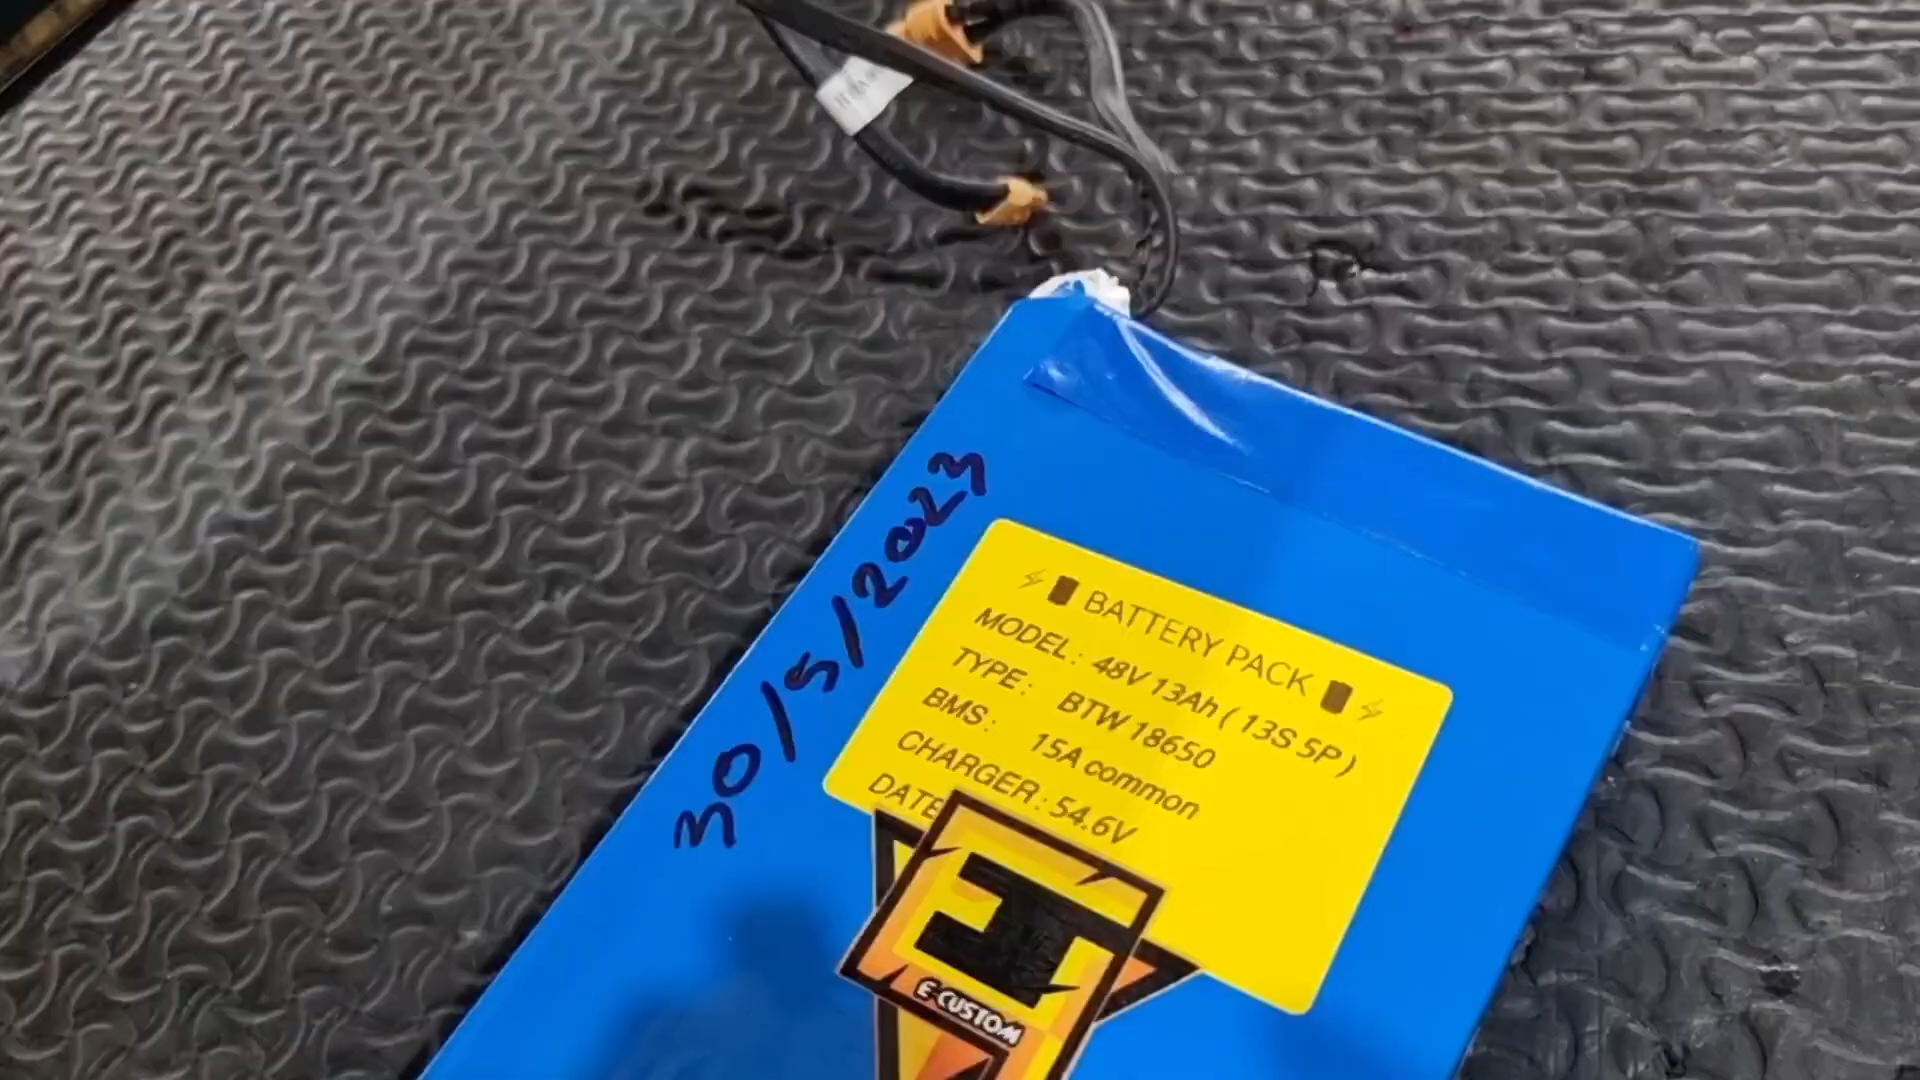 30/5/2023
BATTERY PACK
MODEL: 48V 13Ah ( 13S 5P )
TYPE: BTW 18650
BMS: 15A common
CHARGER: 54.6V
DATE
E-CUSTOM